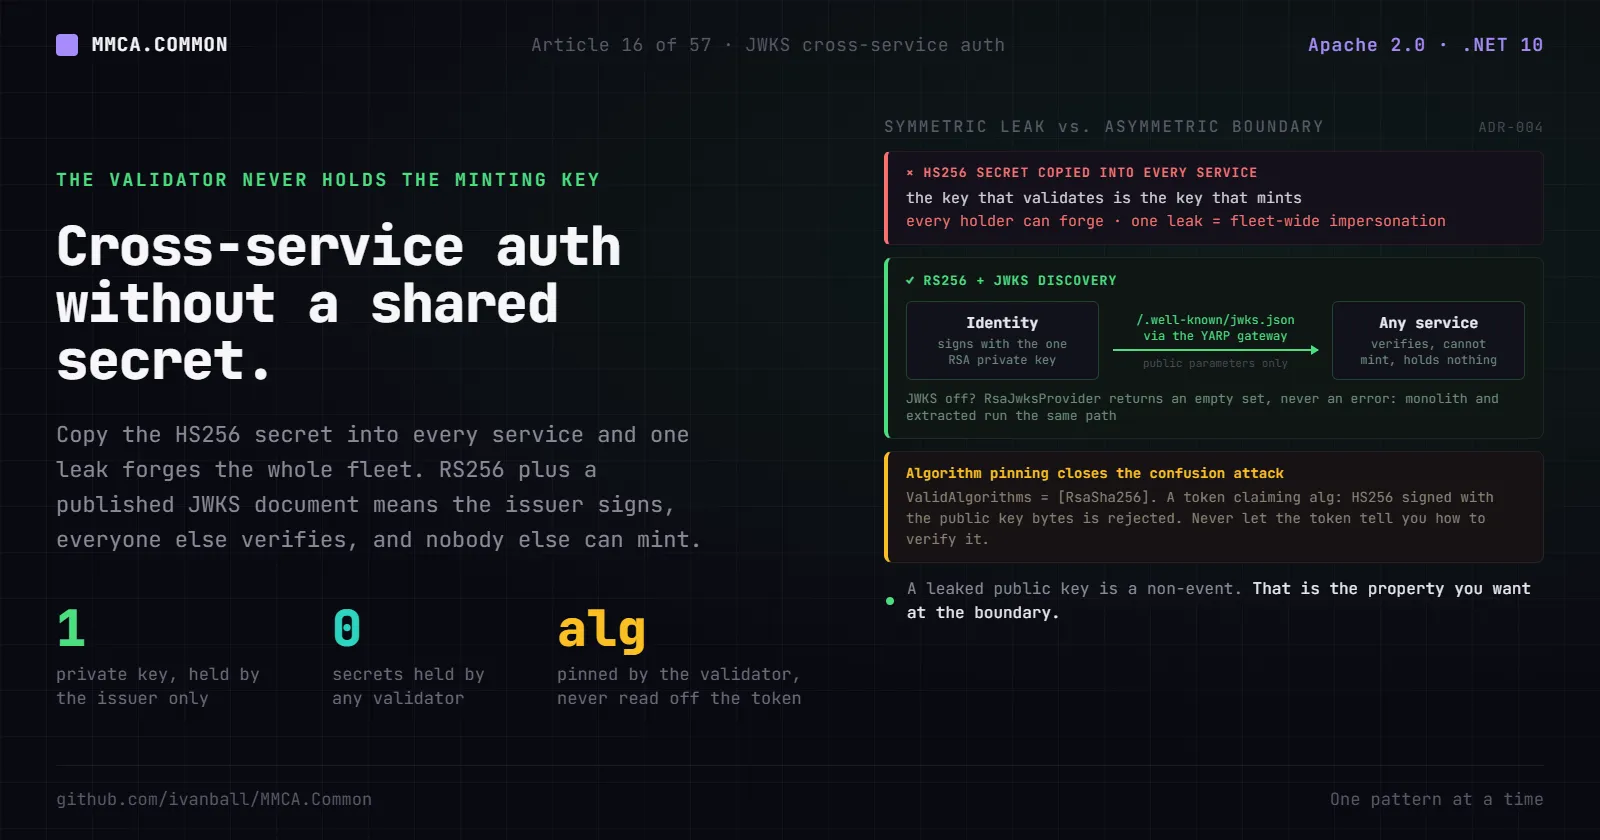 MMCA.COMMON
Article 16 of 57 · JWKS cross-service auth
Apache 2.0 · .NET 10
THE VALIDATOR NEVER HOLDS THE MINTING KEY
Cross-service auth
without a shared
secret.
Copy the HS256 secret into every service and one
leak forges the whole fleet. RS256 plus a
published JWKS document means the issuer signs,
everyone else verifies, and nobody else can mint.
1
private key, held by
the issuer only
0
secrets held by
any validator
alg
pinned by the validator,
never read off the token
SYMMETRIC LEAK vs. ASYMMETRIC BOUNDARY
ADR-004
× HS256 SECRET COPIED INTO EVERY SERVICE
the key that validates is the key that mints
every holder can forge · one leak = fleet-wide impersonation
✓ RS256 + JWKS DISCOVERY
Identity
signs with the one
RSA private key
/.well-known/jwks.json
via the YARP gateway
public parameters only
Any service
verifies, cannot
mint, holds nothing
JWKS off? RsaJwksProvider returns an empty set, never an error: monolith and
extracted run the same path
Algorithm pinning closes the confusion attack
ValidAlgorithms = [RsaSha256]. A token claiming alg: HS256 signed with
the public key bytes is rejected. Never let the token tell you how to
verify it.
A leaked public key is a non-event. That is the property you want
at the boundary.
github.com/ivanball/MMCA.Common
One pattern at a time